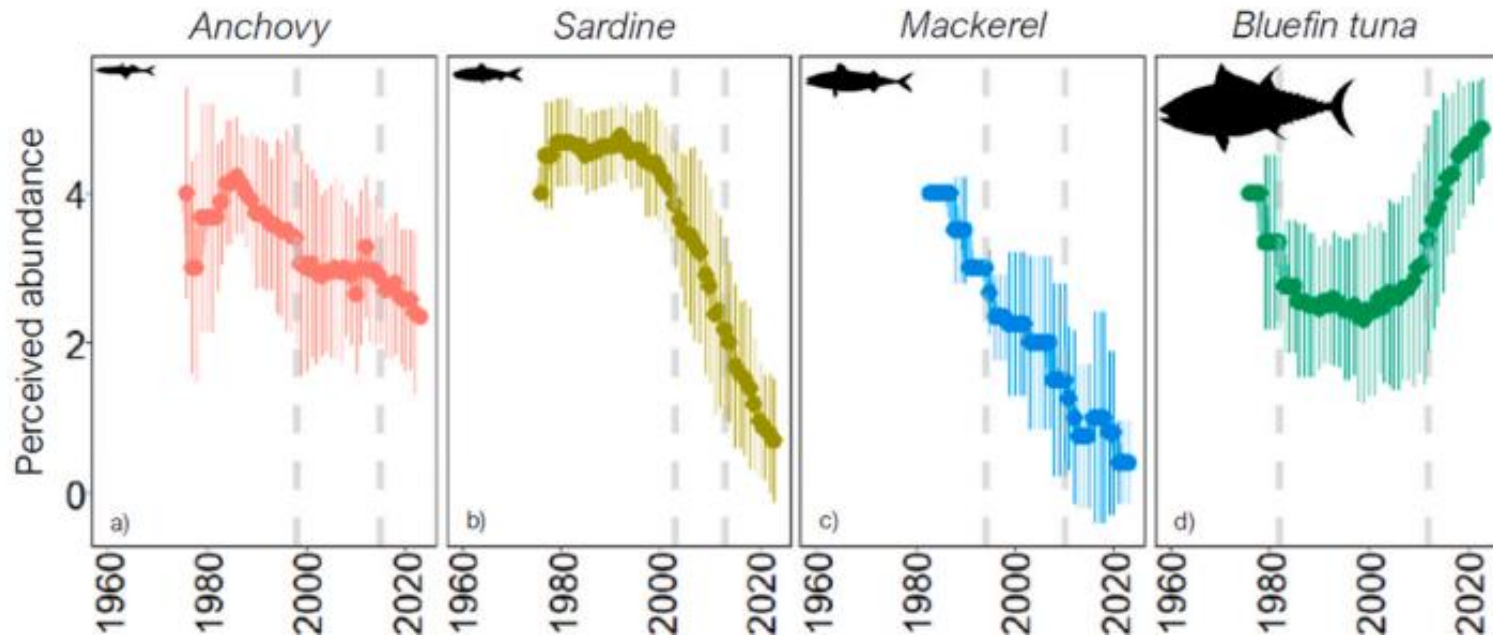 Anchovy Sardine Mackerel Bluefin tuna
Perceived abundance
4
2
0
a) b) c) d)
1960 1980 2000 2020 1960 1980 2000 2020 1960 1980 2000 2020 1960 1980 2000 2020